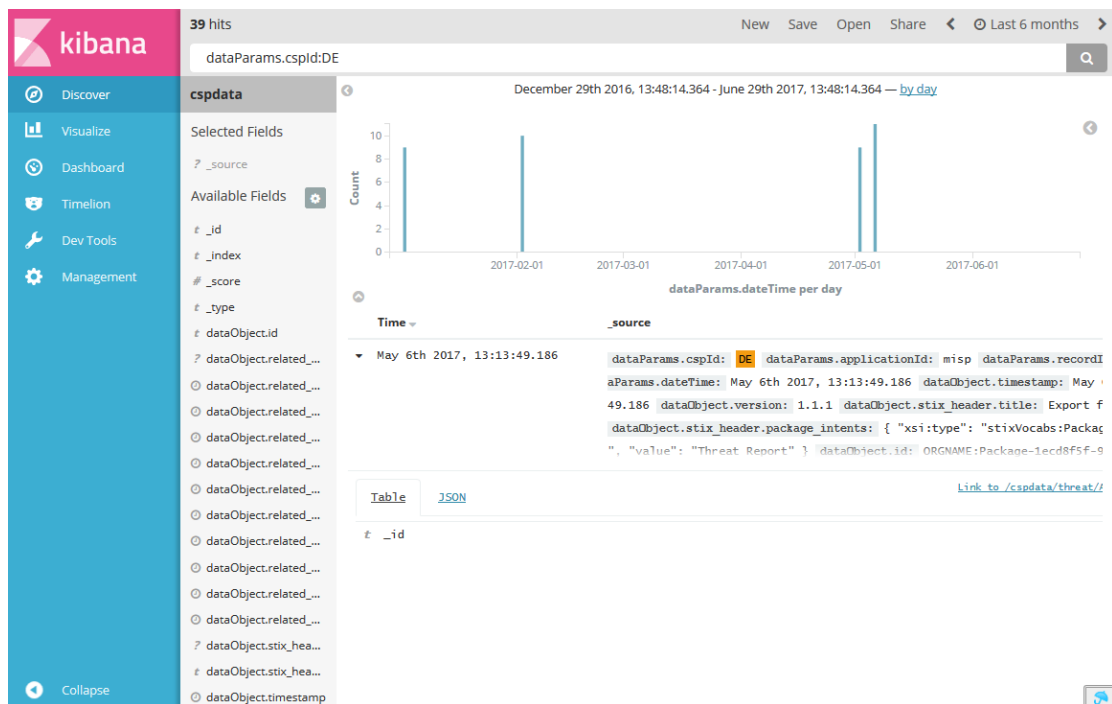 kibana
Discover
Visualize
Dashboard
Timelion
Dev Tools
Management
Collapse
39 hits
New Save Open Share Last 6 months
dataParams.cspId:DE
cspdata
Selected Fields
? _source
Available Fields
t _id
t _index
# _score
t _type
t dataObject.id
? dataObject.related_...
dataObject.related_...
dataObject.related_...
dataObject.related_...
dataObject.related_...
dataObject.related_...
dataObject.related_...
dataObject.related_...
dataObject.related_...
dataObject.related_...
dataObject.related_...
? dataObject.stix_hea...
t dataObject.stix_hea...
dataObject.timestamp
December 29th 2016, 13:48:14.364 - June 29th 2017, 13:48:14.364 — by day
Count
10
8
6
4
2
0
2017-02-01 2017-03-01 2017-04-01 2017-05-01 2017-06-01
dataParams.dateTime per day
Time _source
May 6th 2017, 13:13:49.186
dataParams.cspId: DE dataParams.applicationId: misp dataParams.recordI
aParams.dateTime: May 6th 2017, 13:13:49.186 dataObject.timestamp: May
49.186 dataObject.version: 1.1.1 dataObject.stix_header.title: Export f
dataObject.stix_header.package_intents: { "xsi:type": "stixVocabs:Packag
", "value": "Threat Report" } dataObject.id: ORGNAME:Package-1ecd8f5f-9
Table JSON
Link to /cspdata/threat/A
t _id